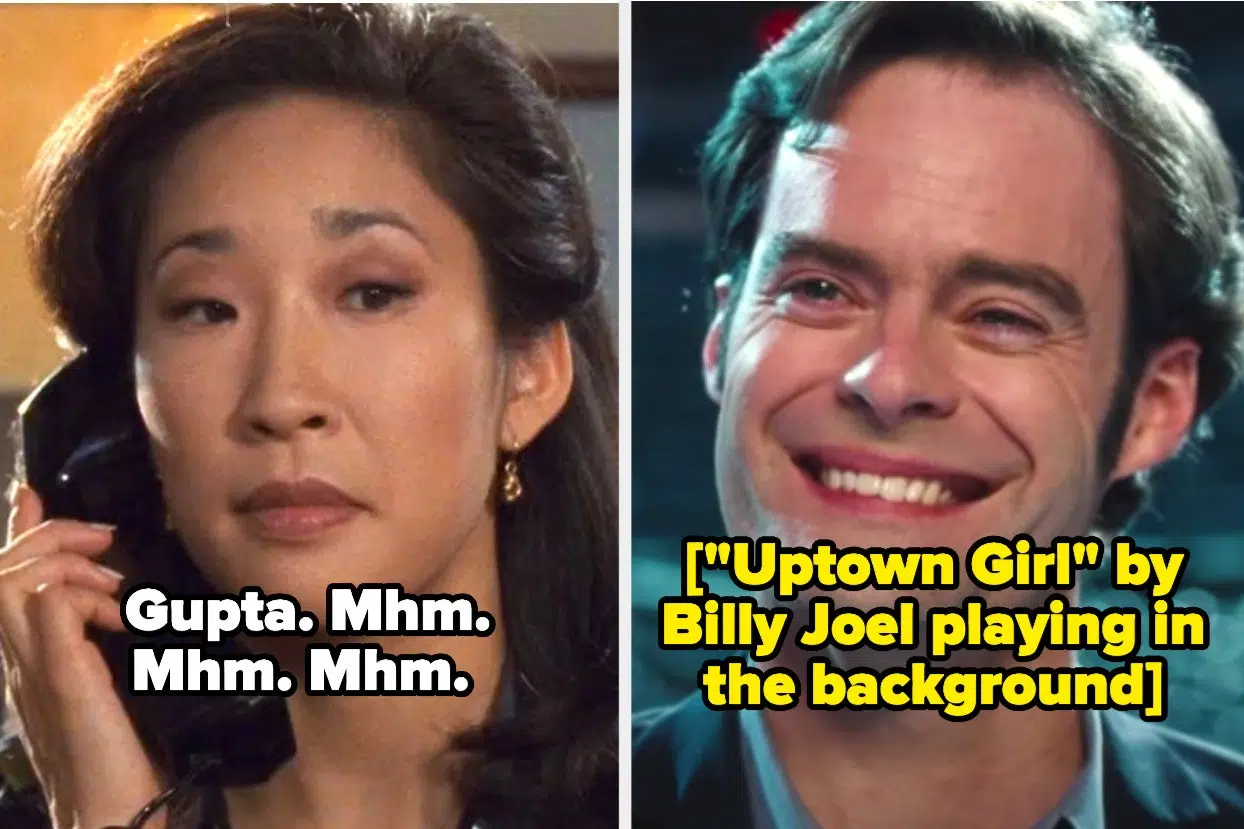 Gupta. Mhm.
Mhm. Mhm.
["Uptown Girl" by
Billy Joel playing in
the background]